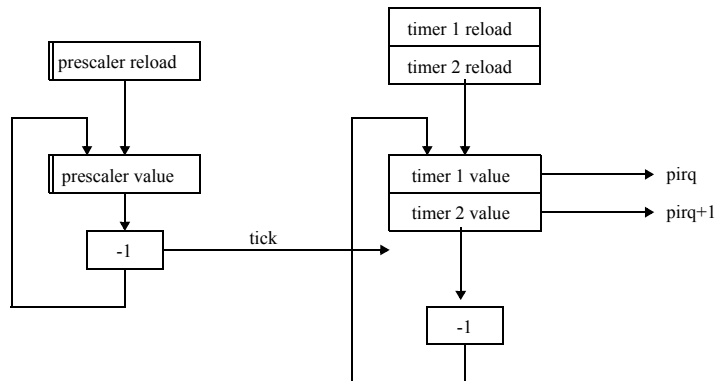 timer 1 reload
prescaler reload
timer 2 reload
prescaler value
timer 1 value
pirq
timer 2 value
pirq+1
tick
-1
-1